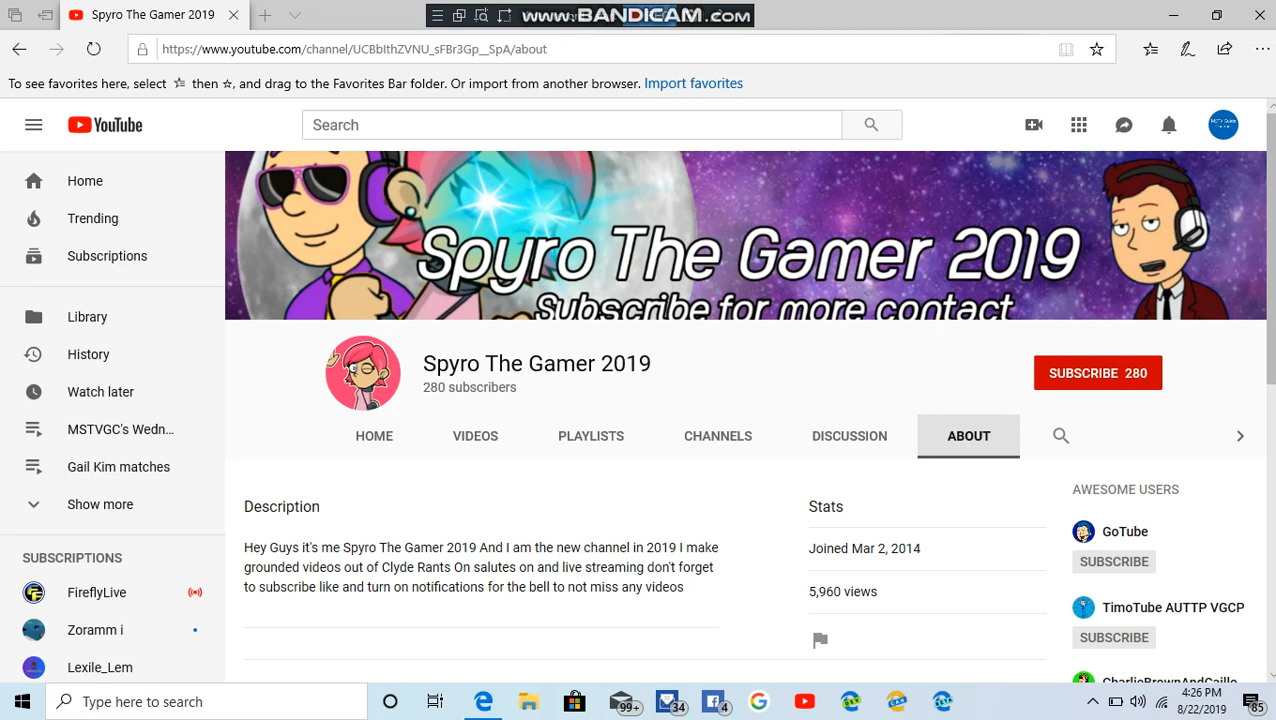 Spyro The Gamer 2019
www.BANDICAM.com
https://www.youtube.com/channel/UCBbIthZVNU_sFBr3Gp__SpA/about
To see favorites here, select ☆ then ☆, and drag to the Favorites Bar folder. Or import from another browser. Import favorites
YouTube
Search
Home
Trending
Subscriptions
Library
History
Watch later
MSTVGC's Wedn...
Gail Kim matches
Show more
SUBSCRIPTIONS
FireflyLive
Zoramm i
Lexile_Lem
Spyro The Gamer 2019
Subscribe for more contact
Spyro The Gamer 2019
280 subscribers
SUBSCRIBE 280
HOME VIDEOS PLAYLISTS CHANNELS DISCUSSION ABOUT
Description
Hey Guys it's me Spyro The Gamer 2019 And I am the new channel in 2019 I make
grounded videos out of Clyde Rants On salutes on and live streaming don't forget
to subscribe like and turn on notifications for the bell to not miss any videos
Stats
Joined Mar 2, 2014
5,960 views
AWESOME USERS
GoTube
SUBSCRIBE
TimoTube AUTTP VGCP
SUBSCRIBE
CharlieBrownAndCaillo
Type here to search
99+
34
4
4:26 PM
8/22/2019
85